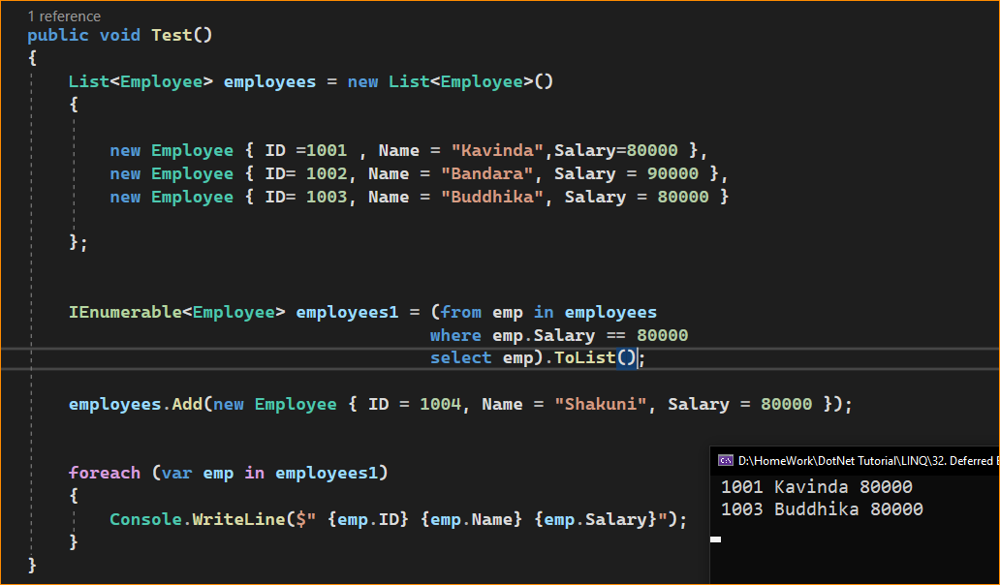 1 reference
public void Test()
{
List<Employee> employees = new List<Employee>()
{
new Employee { ID =1001 , Name = "Kavinda",Salary=80000 },
new Employee { ID= 1002, Name = "Bandara", Salary = 90000 },
new Employee { ID= 1003, Name = "Buddhika", Salary = 80000 }
};
IEnumerable<Employee> employees1 = (from emp in employees
where emp.Salary == 80000
select emp).ToList();
employees.Add(new Employee { ID = 1004, Name = "Shakuni", Salary = 80000 });
foreach (var emp in employees1)
{
Console.WriteLine($" {emp.ID} {emp.Name} {emp.Salary}");
}
}
D:\HomeWork\DotNet Tutorial\LINQ\32. Deferred E
1001 Kavinda 80000
1003 Buddhika 80000